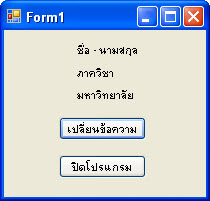 Form1
ชื่อ - นามสกุล
ภาควิชา
มหาวิทยาลัย
เปลี่ยนข้อความ
ปิดโปรแกรม